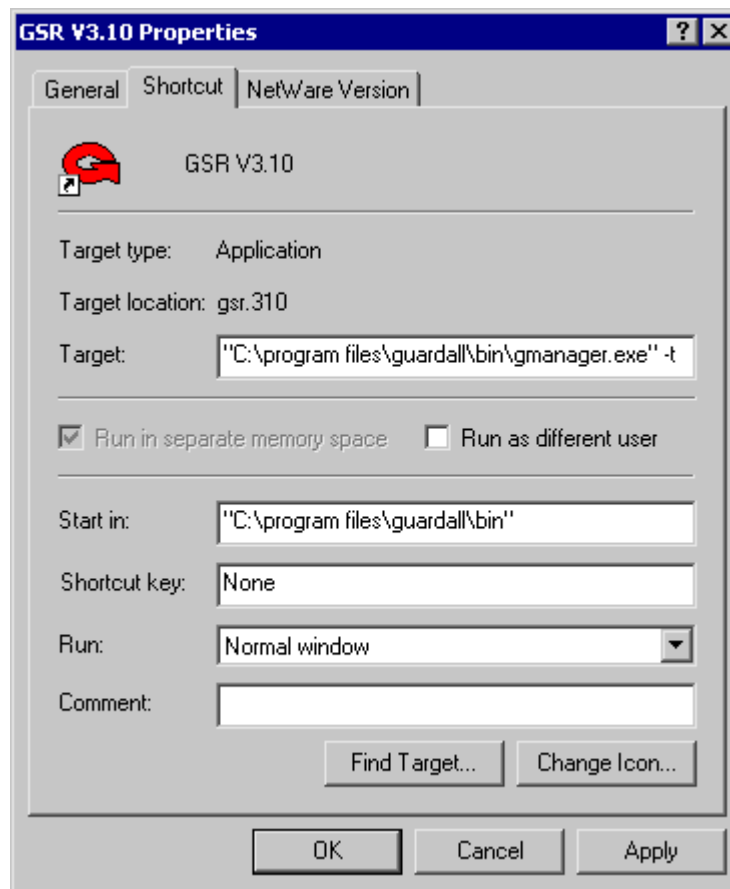 GSR V3.10 Properties
General Shortcut NetWare Version
GSR V3.10
Target type: Application
Target location: gsr.310
Target: "C:\program files\guardall\bin\gmanager.exe" -t
Run in separate memory space Run as different user
Start in: "C:\program files\guardall\bin"
Shortcut key: None
Run: Normal window
Comment:
Find Target... Change Icon...
OK Cancel Apply